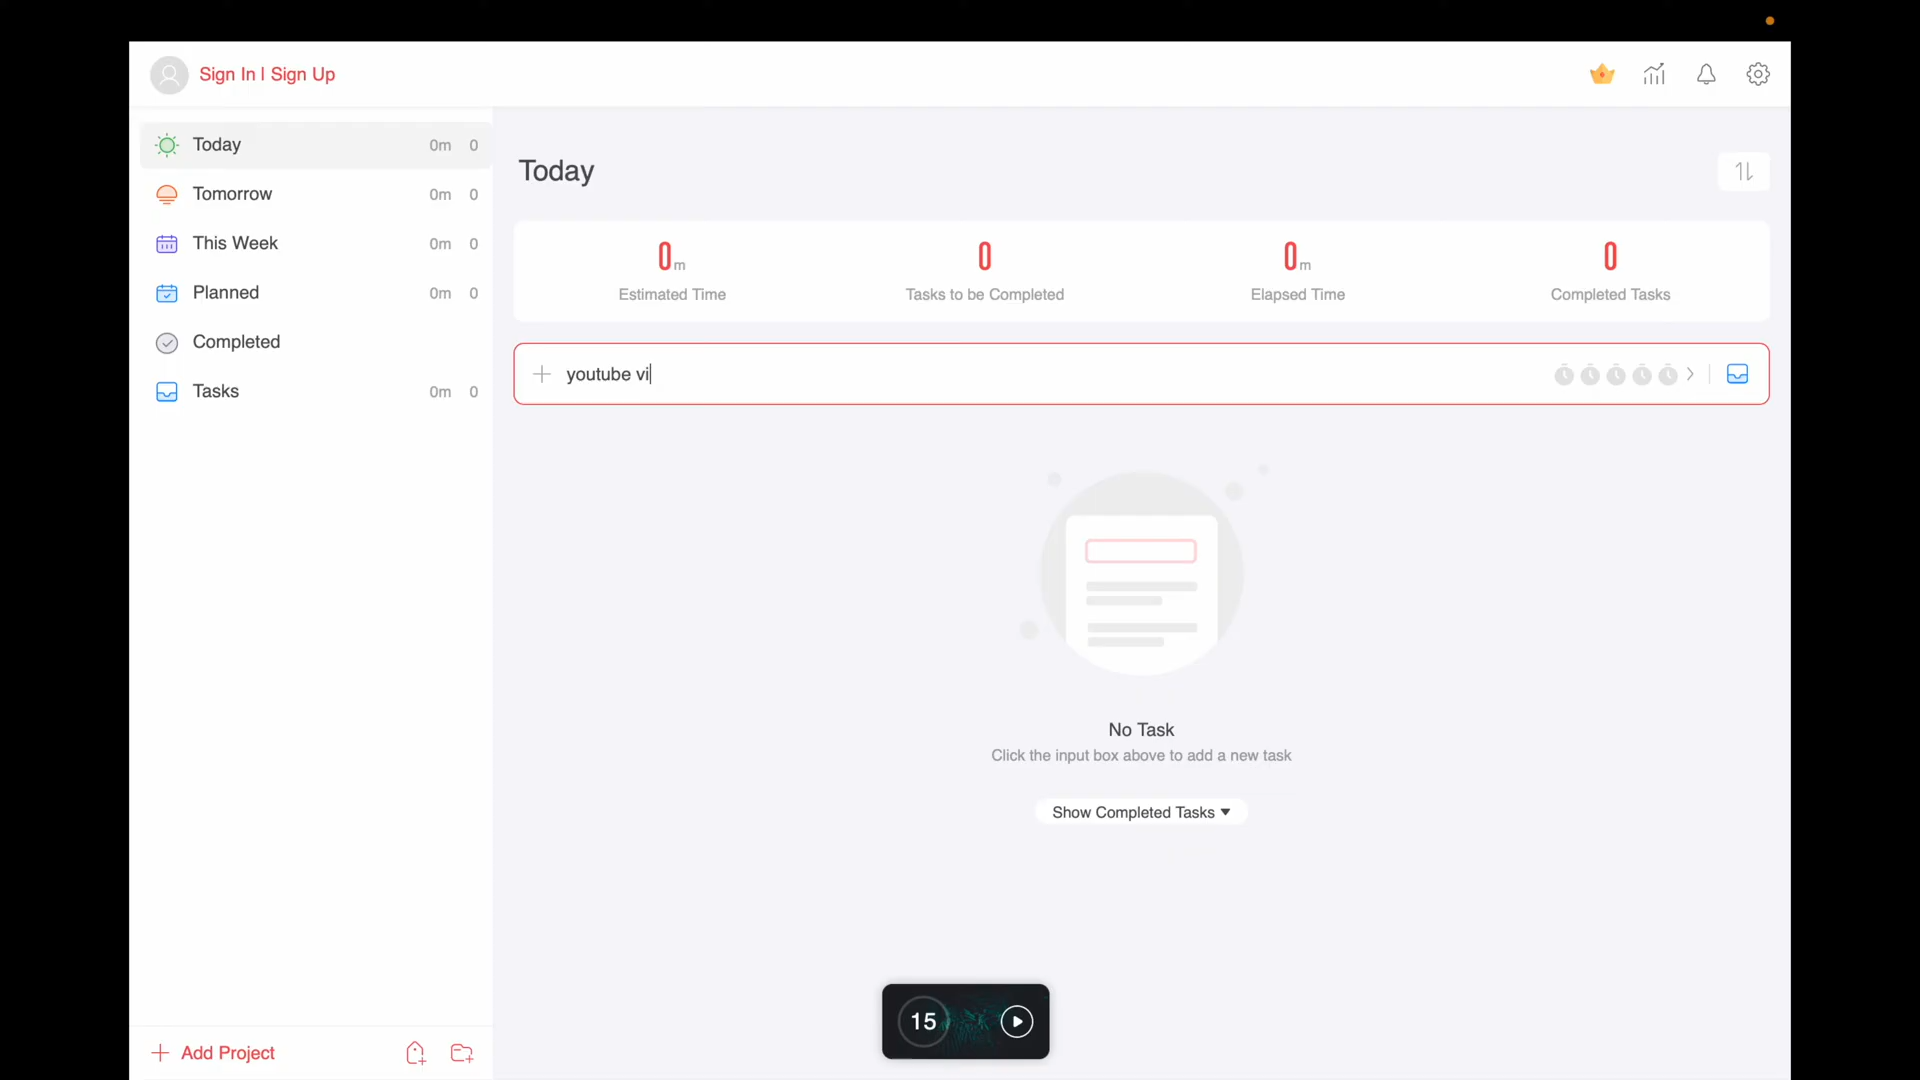 Sign In | Sign Up
Today 0m 0
Tomorrow 0m 0
This Week 0m 0
Planned 0m 0
Completed
Tasks 0m 0
Add Project
Today
0m
Estimated Time
0
Tasks to be Completed
0m
Elapsed Time
0
Completed Tasks
youtube vi
No Task
Click the input box above to add a new task
Show Completed Tasks
15